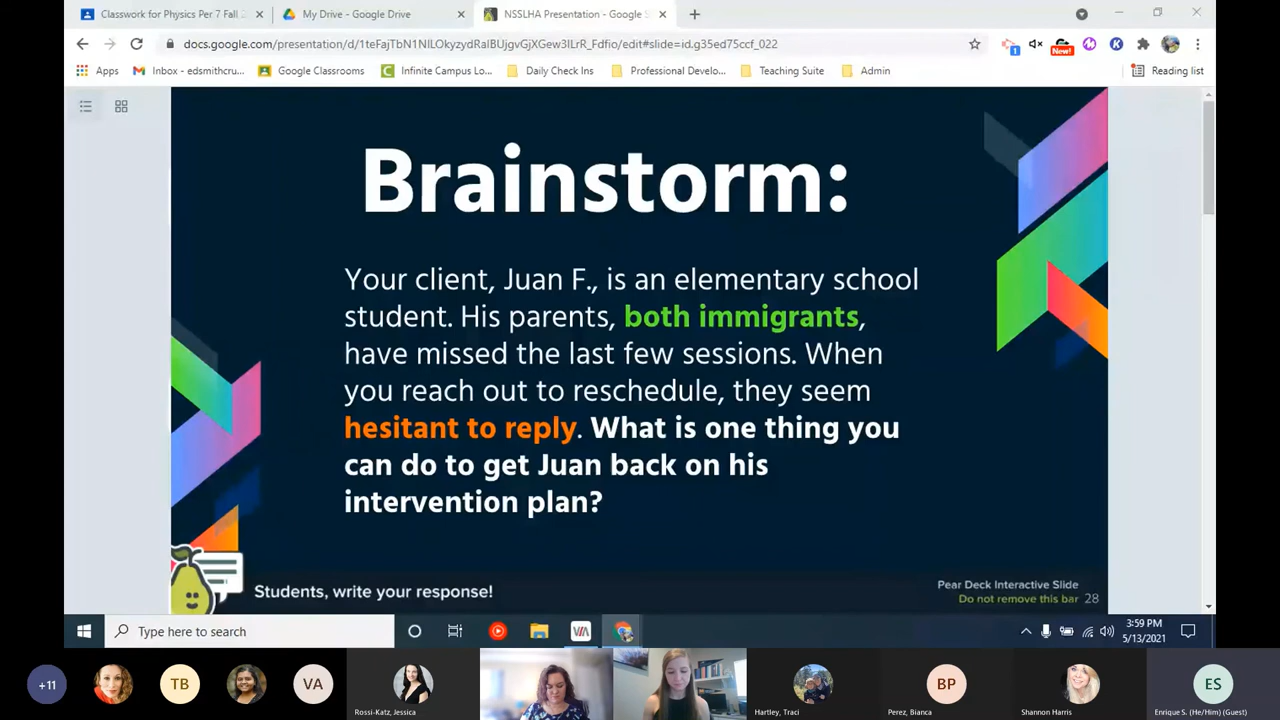 Classwork for Physics Per 7 Fall 2
My Drive - Google Drive
NSSLHA Presentation - Google S
docs.google.com/presentation/d/1teFajTbN1NILOkyzydRaIBUjgvGjXGew3ILrR_Fdfio/edit#slide=id.g35ed75ccf_022
New!
Apps
Inbox - edsmithcru...
Google Classrooms
Infinite Campus Lo...
Daily Check Ins
Professional Develo...
Teaching Suite
Admin
Reading list
Brainstorm:
Your client, Juan F., is an elementary school
student. His parents, both immigrants,
have missed the last few sessions. When
you reach out to reschedule, they seem
hesitant to reply. What is one thing you
can do to get Juan back on his
intervention plan?
Students, write your response!
Pear Deck Interactive Slide
Do not remove this bar
28
Type here to search
VIA
3:59 PM
5/13/2021
+11
TB
VA
BP
ES
Rossi-Katz, Jessica
Hartley, Traci
Perez, Bianca
Shannon Harris
Enrique S. (He/Him) (Guest)